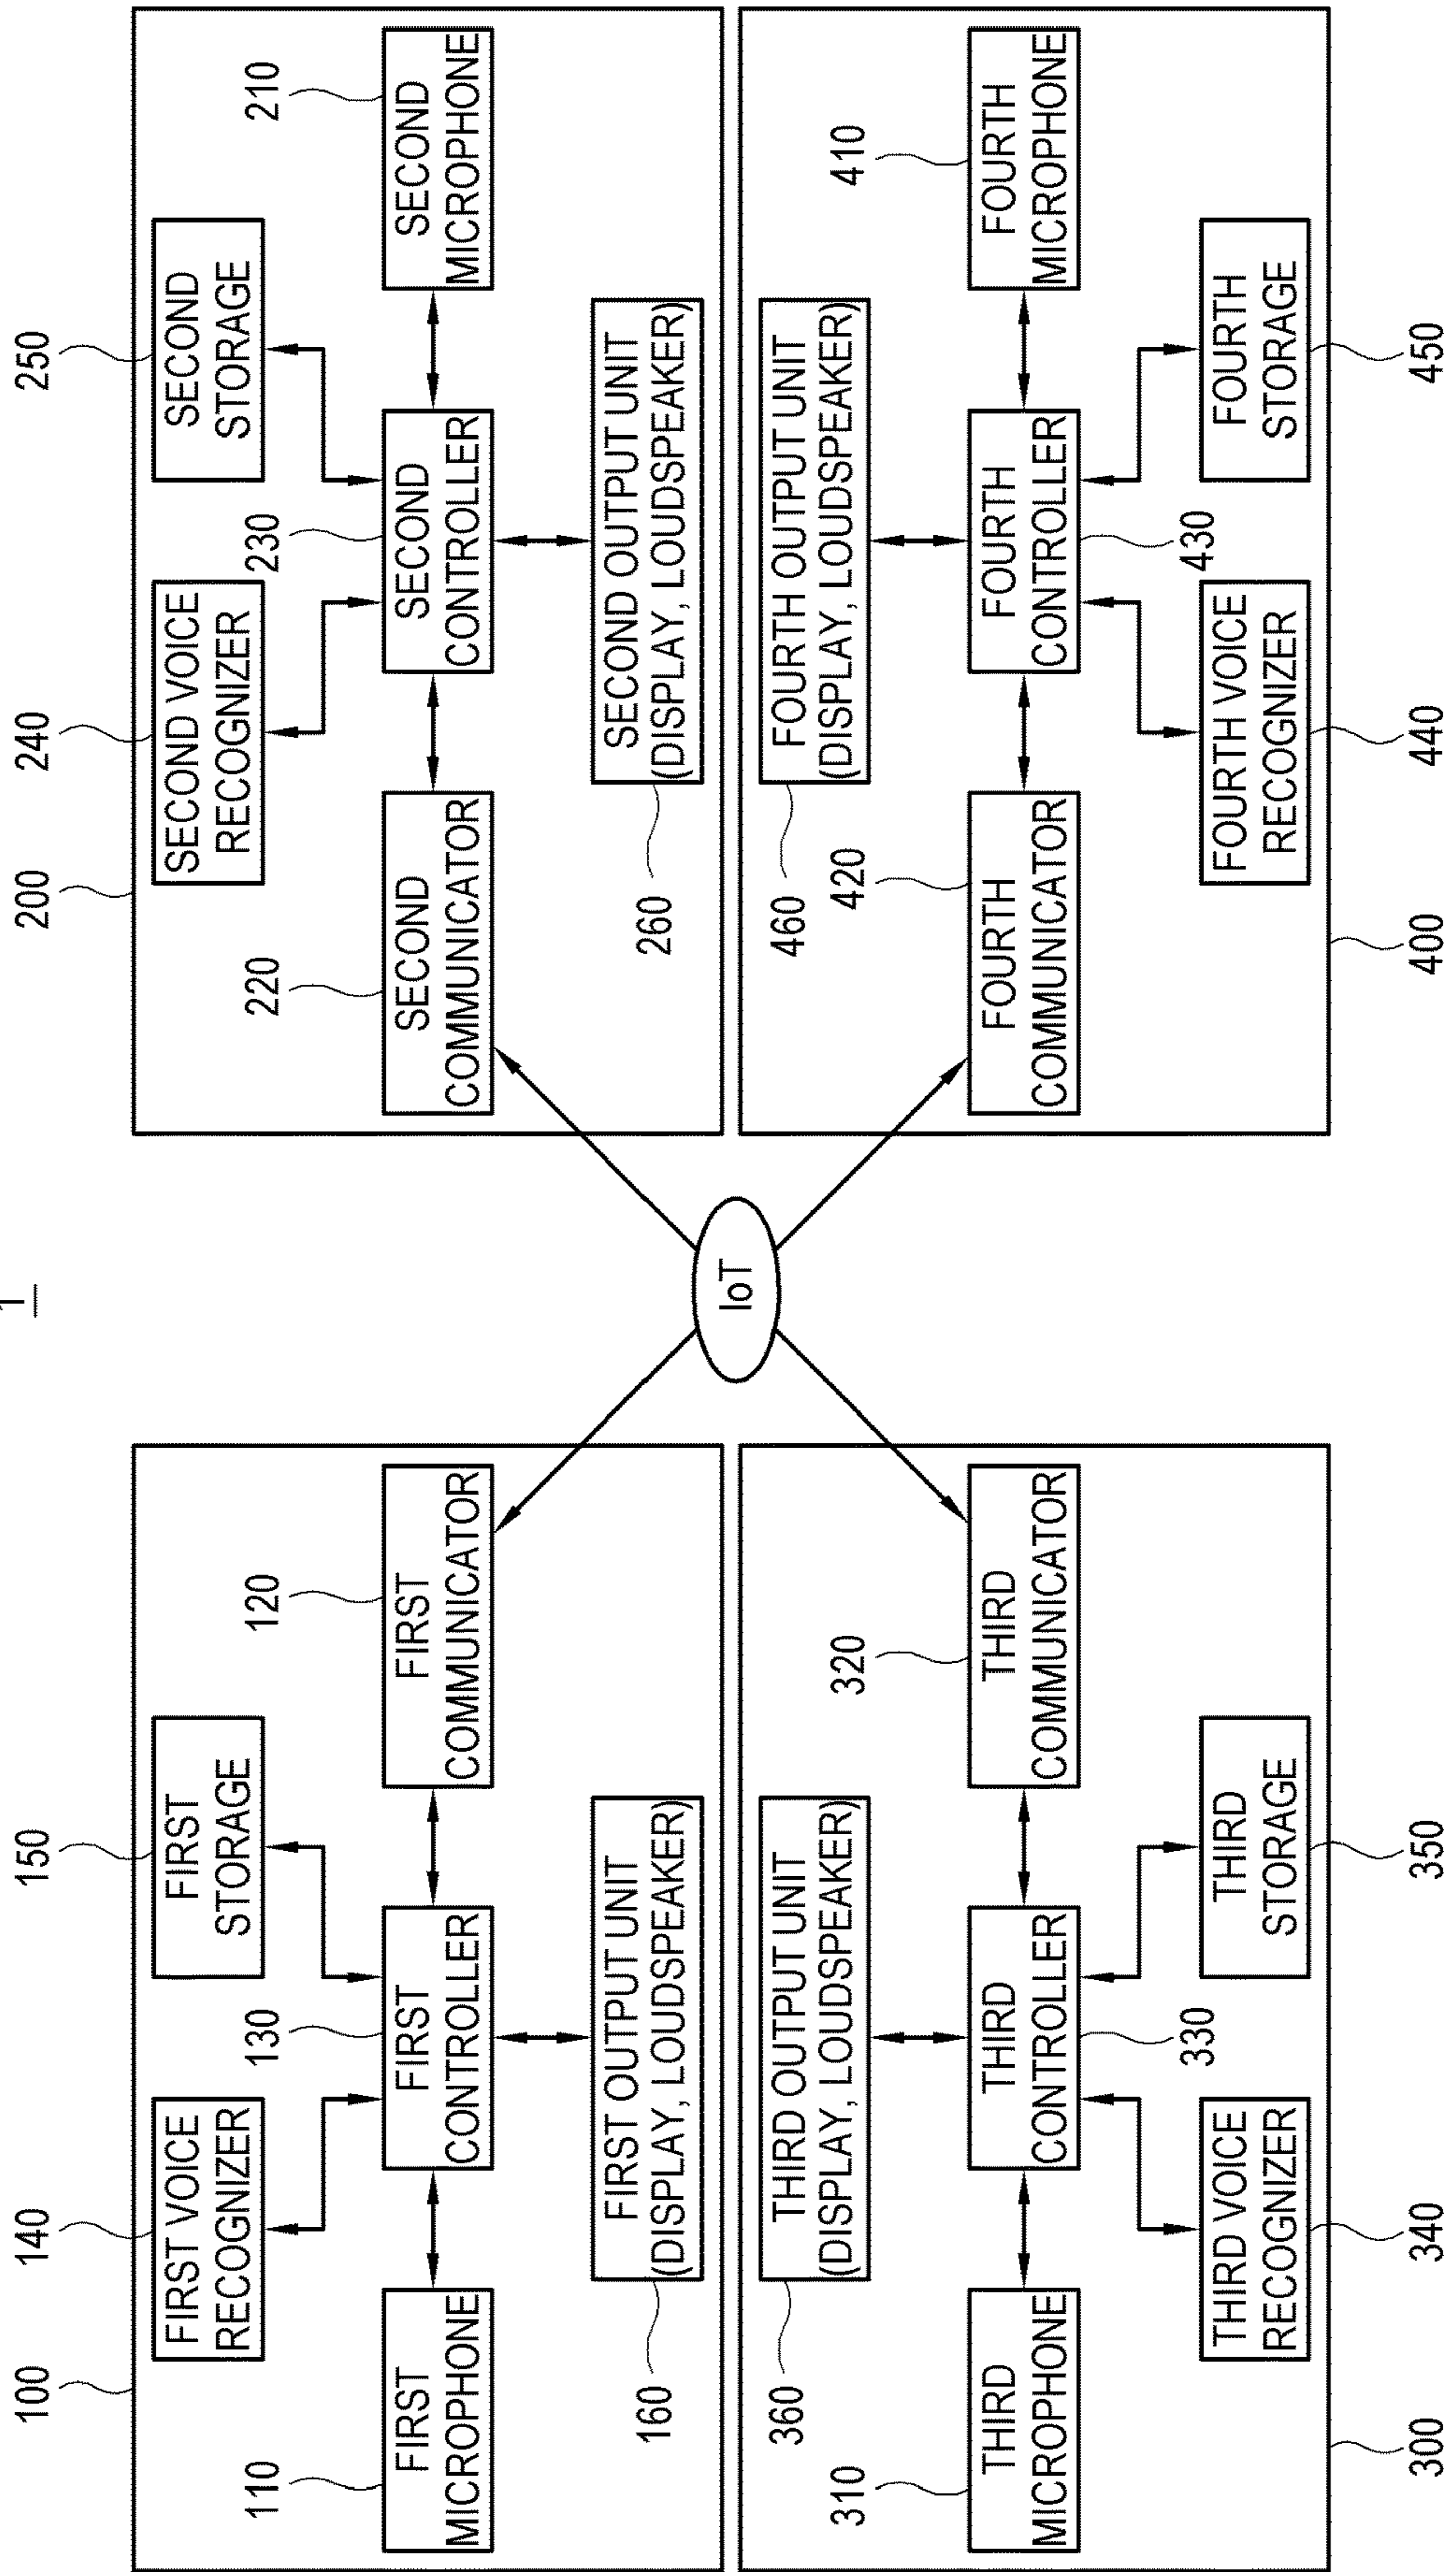 1
100
140
FIRST VOICE
RECOGNIZER
150
FIRST
STORAGE
110
FIRST
MICROPHONE
130
FIRST
CONTROLLER
120
FIRST
COMMUNICATOR
160
FIRST OUTPUT UNIT
(DISPLAY, LOUDSPEAKER)
200
240
SECOND VOICE
RECOGNIZER
250
SECOND
STORAGE
220
SECOND
COMMUNICATOR
230
SECOND
CONTROLLER
210
SECOND
MICROPHONE
260
SECOND OUTPUT UNIT
(DISPLAY, LOUDSPEAKER)
IoT
360
THIRD OUTPUT UNIT
(DISPLAY, LOUDSPEAKER)
310
THIRD
MICROPHONE
THIRD
CONTROLLER
330
320
THIRD
COMMUNICATOR
THIRD VOICE
RECOGNIZER
340
THIRD
STORAGE
350
300
460
FOURTH OUTPUT UNIT
(DISPLAY, LOUDSPEAKER)
420
FOURTH
COMMUNICATOR
FOURTH
CONTROLLER
430
410
FOURTH
MICROPHONE
FOURTH VOICE
RECOGNIZER
440
FOURTH
STORAGE
450
400